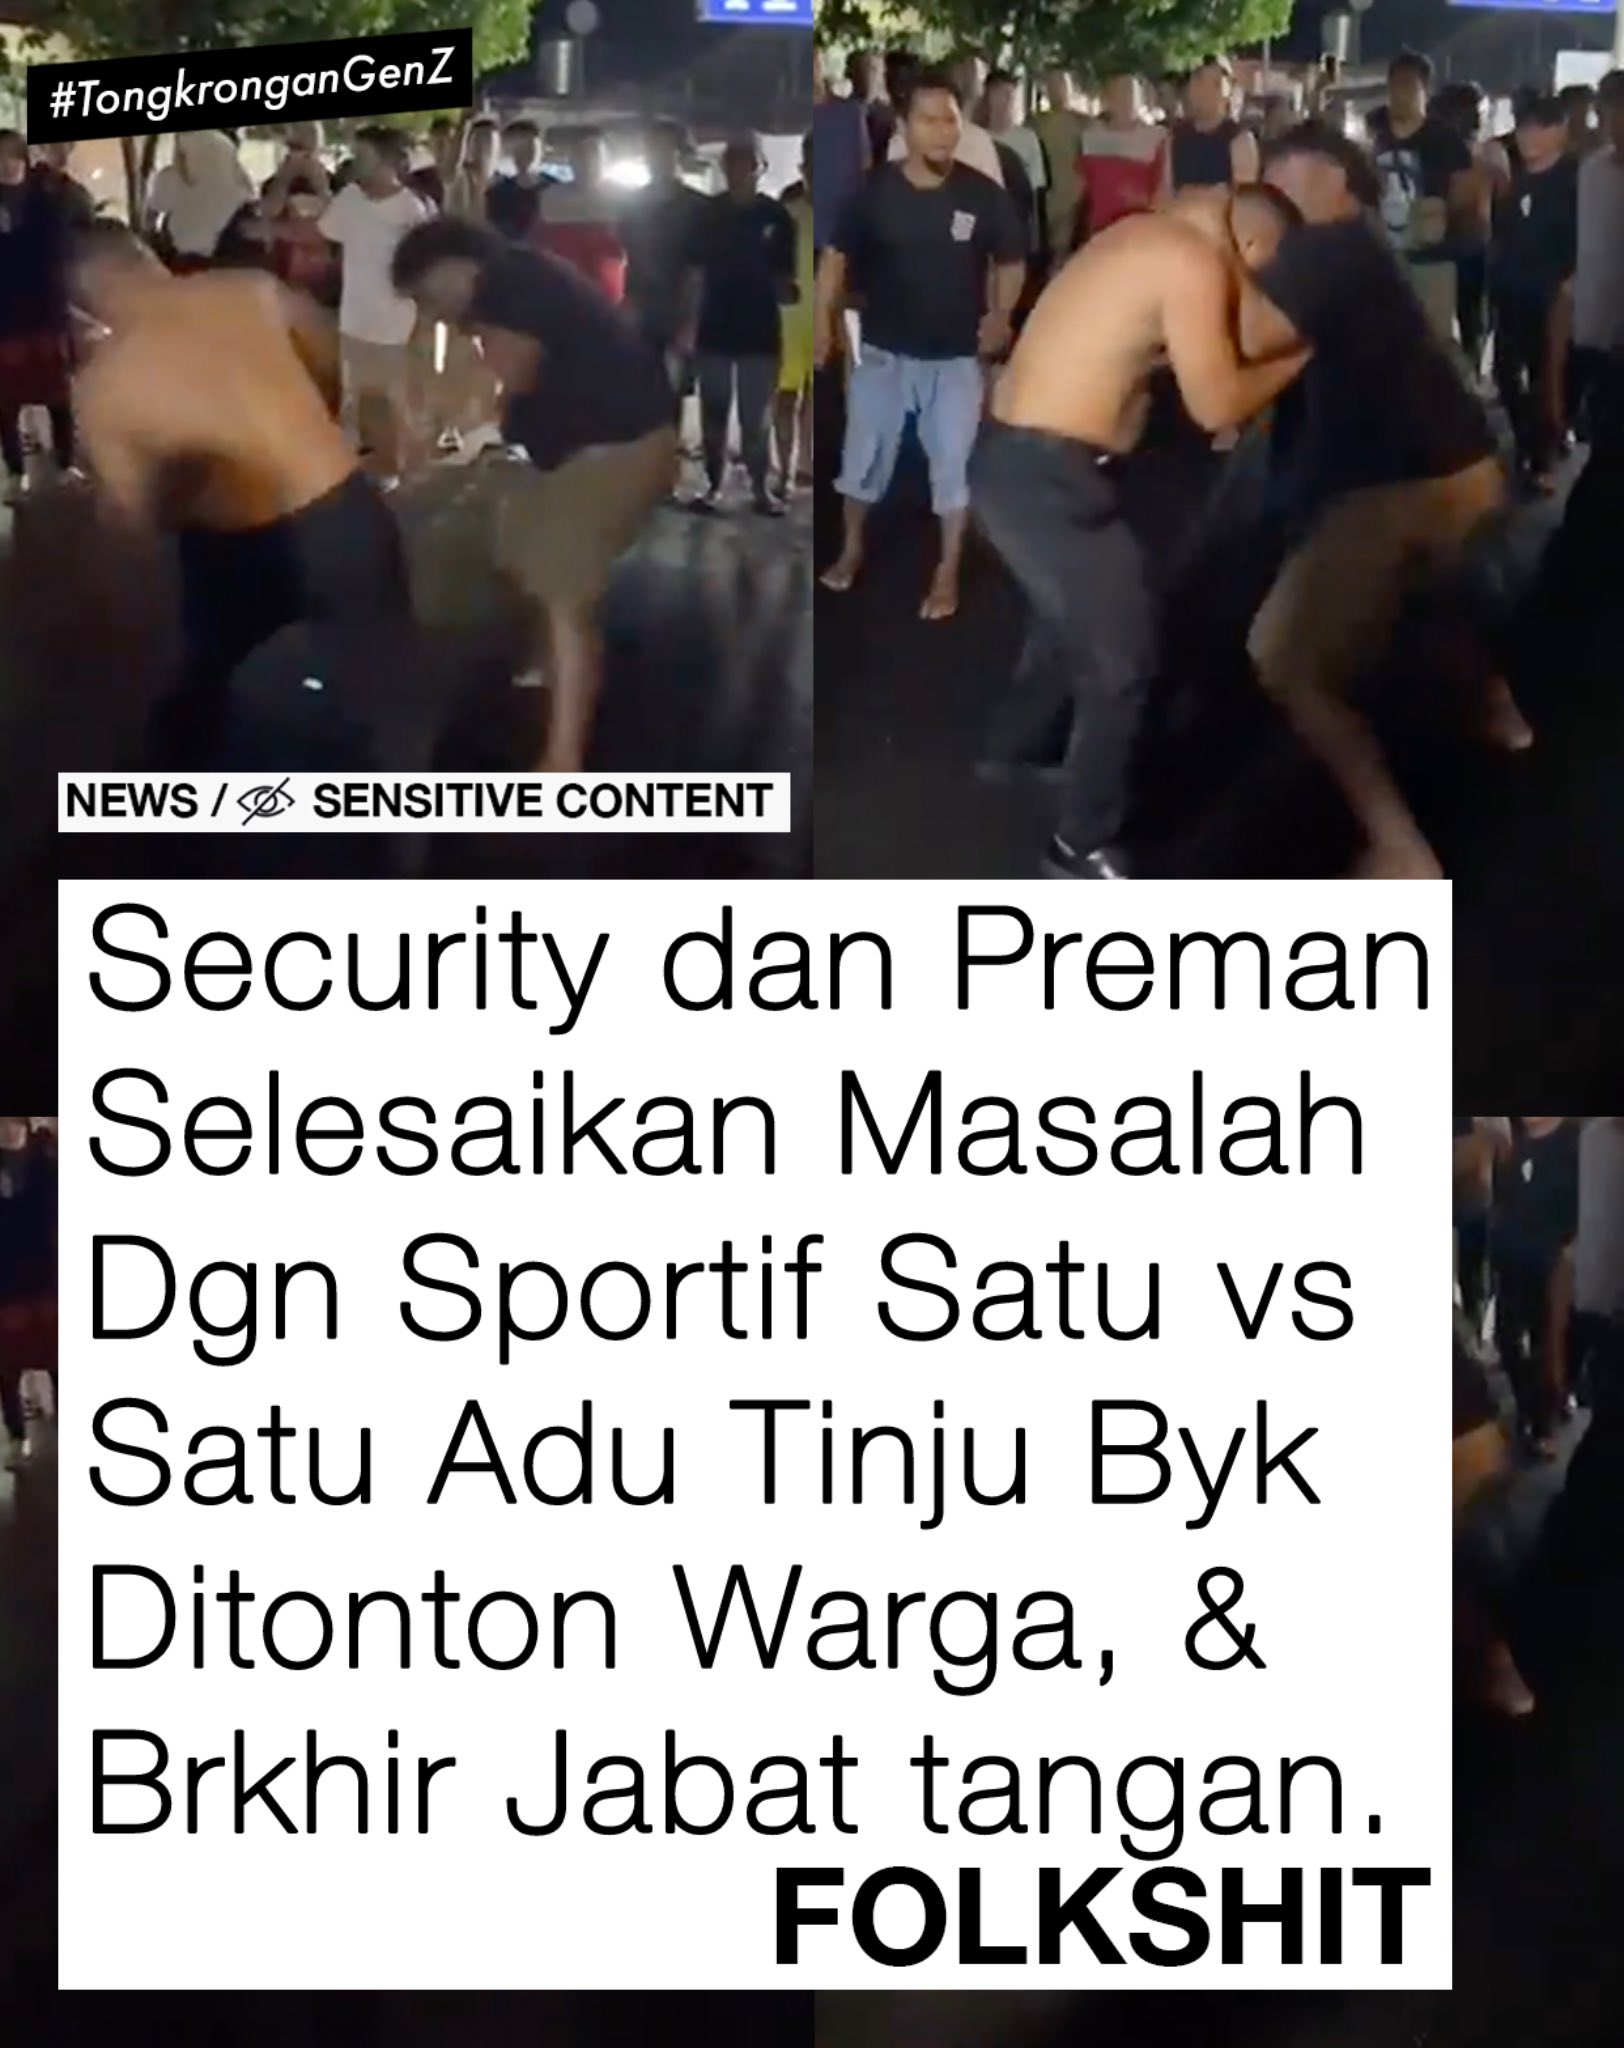 #TongkronganGenZ
NEWS / SENSITIVE CONTENT
Security dan Preman
Selesaikan Masalah
Dgn Sportif Satu vs
Satu Adu Tinju Byk
Ditonton Warga, &
Brkhir Jabat tangan.
FOLKSHIT